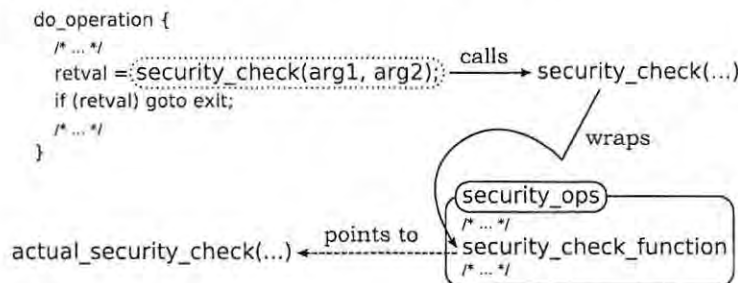 do_operation {
/* ... */
retval = security_check(arg1, arg2);
if (retval) goto exit;
/* ... */
}
calls
security_check(...)
wraps
security_ops
/* ... */
security_check_function
/* ... */
points to
actual_security_check(...)